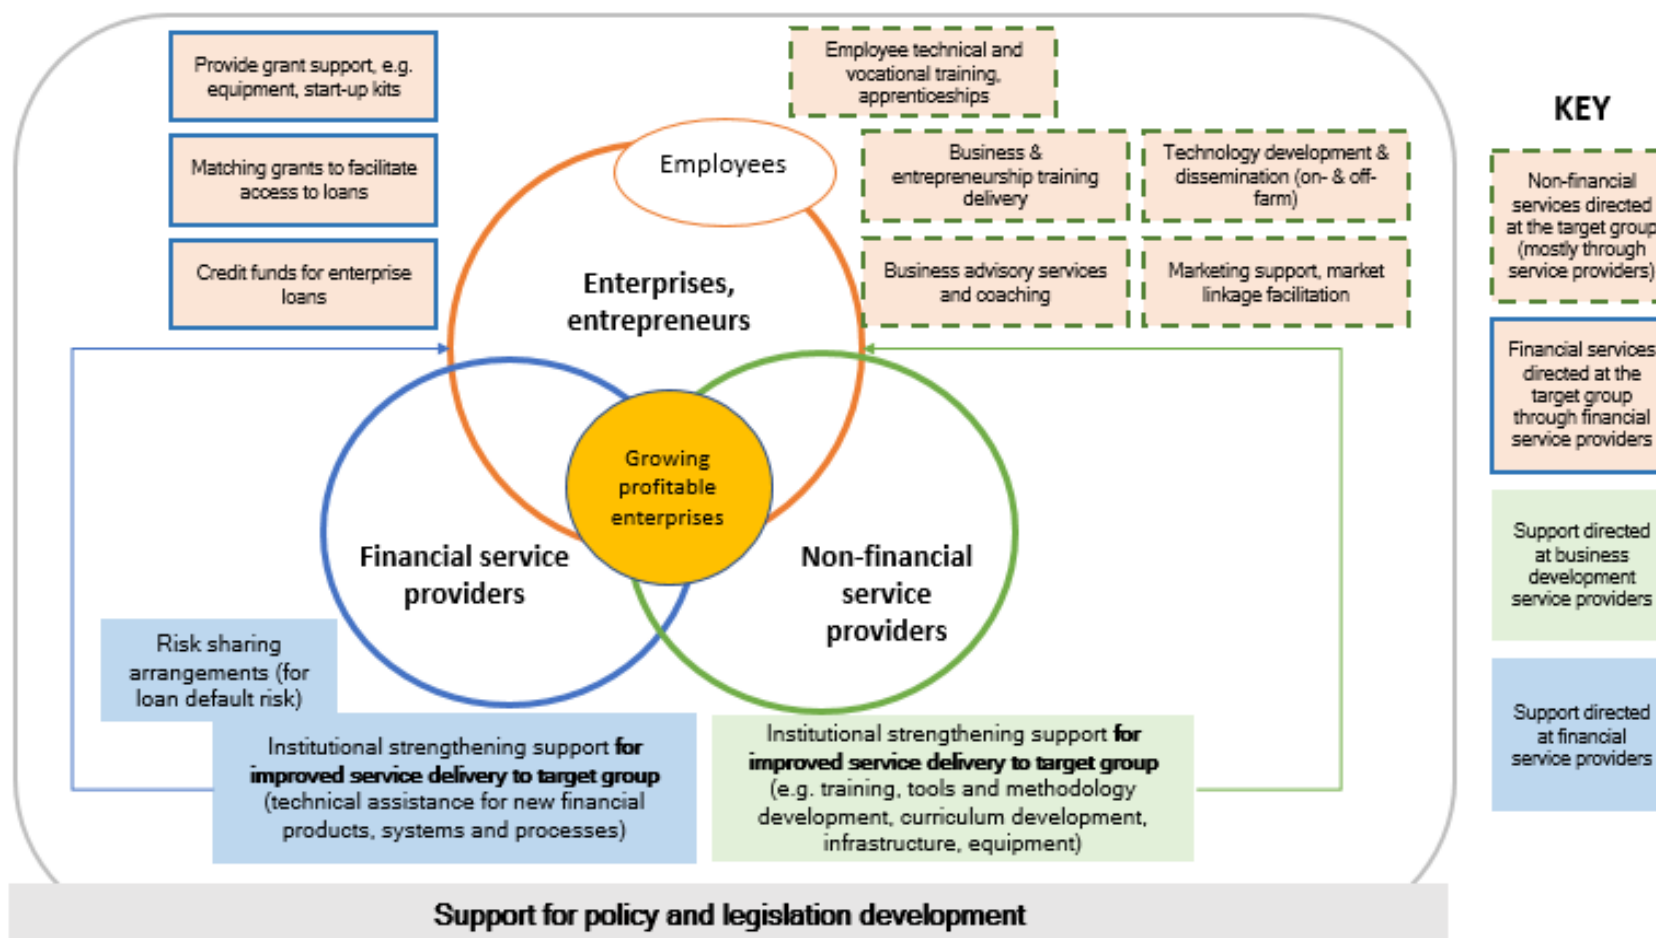 Provide grant support, e.g.
equipment, start-up kits
Matching grants to facilitate
access to loans
Credit funds for enterprise
loans
Employee technical and
vocational training,
apprenticeships
Business &
entrepreneurship training
delivery
Technology development &
dissemination (on- & off-
farm)
Business advisory services
and coaching
Marketing support, market
linkage facilitation
Employees
Enterprises,
entrepreneurs
Growing
profitable
enterprises
Financial service
providers
Non-financial
service
providers
Risk sharing
arrangements (for
loan default risk)
Institutional strengthening support for
improved service delivery to target group
(technical assistance for new financial
products, systems and processes)
Institutional strengthening support for
improved service delivery to target group
(e.g. training, tools and methodology
development, curriculum development,
infrastructure, equipment)
Support for policy and legislation development
KEY
Non-financial
services directed
at the target group
(mostly through
service providers)
Financial services
directed at the
target group
through financial
service providers
Support directed
at business
development
service providers
Support directed
at financial
service providers